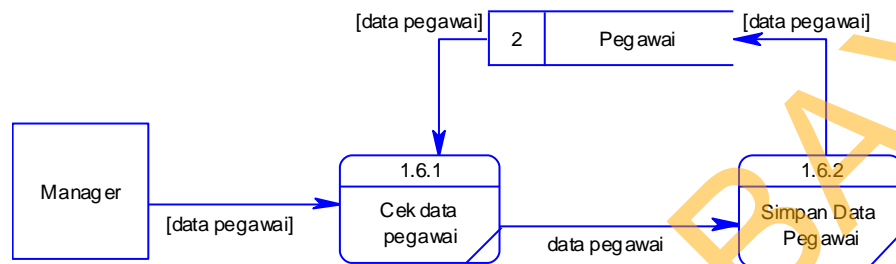 [data pegawai]
[data pegawai]
2
Pegawai
1.6.1
1.6.2
Manager
Cek data
pegawai
Simpan Data
Pegawai
[data pegawai]
data pegawai
BAY